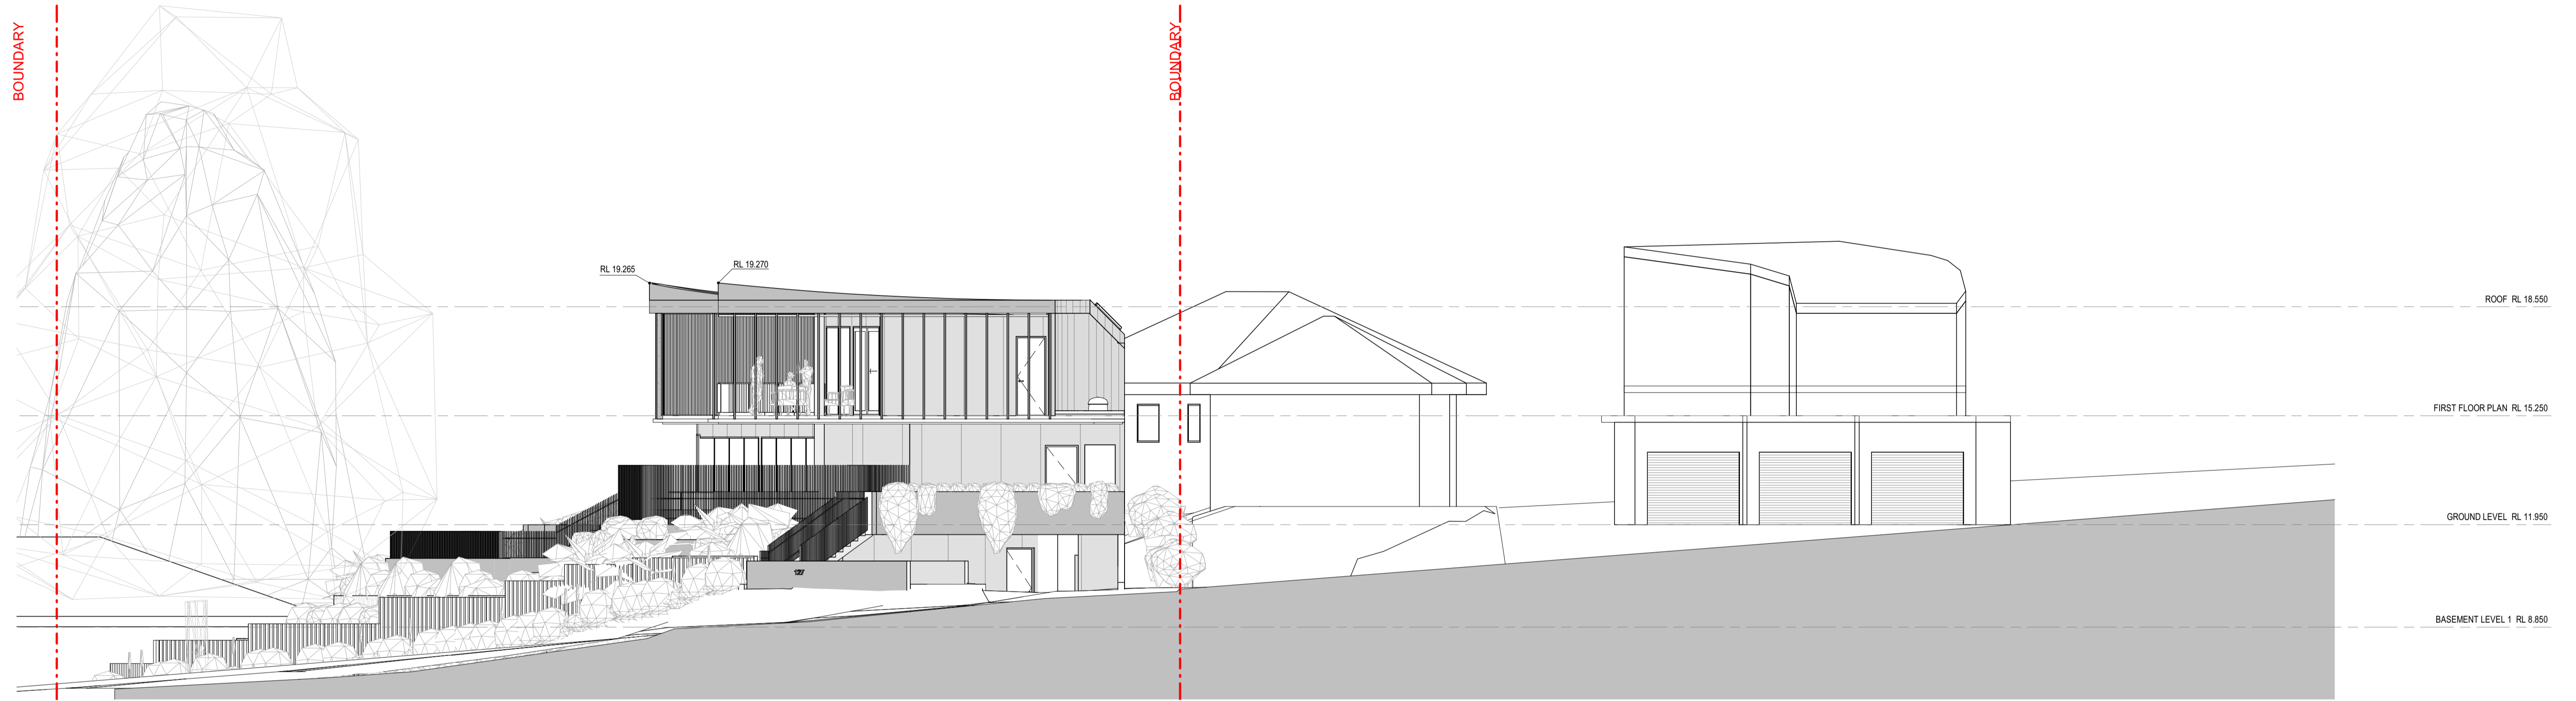 BOUNDARY
BOUNDARY
RL 19.265
RL 19.270
ROOF RL 18.550
FIRST FLOOR PLAN RL 15.250
GROUND LEVEL RL 11.950
BASEMENT LEVEL 1 RL 8.850